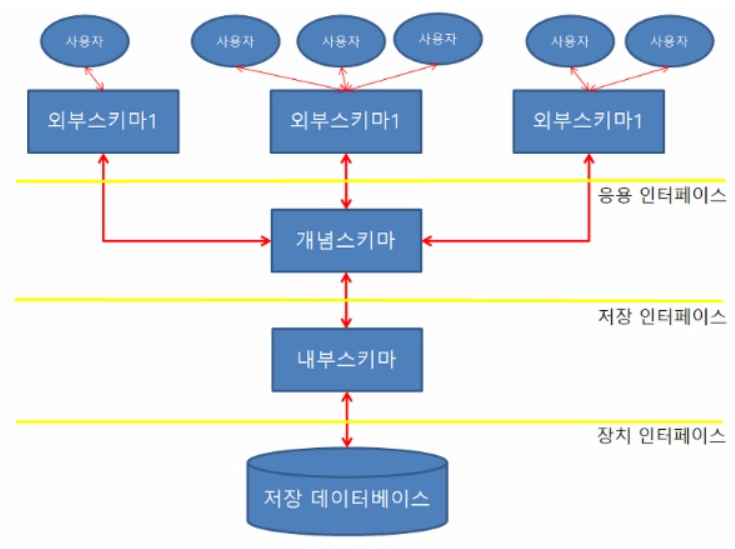 사용자
사용자
사용자
사용자
사용자
사용자
외부스키마1
외부스키마1
외부스키마1
응용 인터페이스
개념스키마
저장 인터페이스
내부스키마
장치 인터페이스
저장 데이터베이스